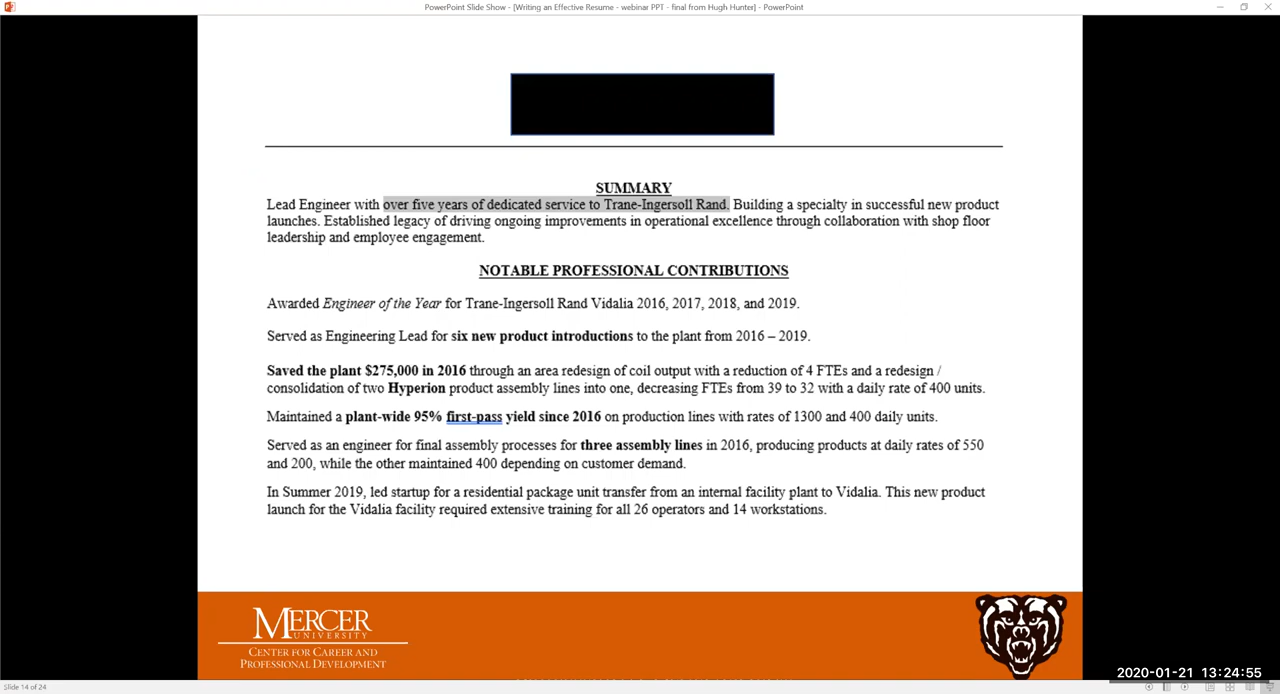 PowerPoint Slide Show - [Writing an Effective Resume - webinar PPT - final from Hugh Hunter] - PowerPoint
SUMMARY
Lead Engineer with over five years of dedicated service to Trane-Ingersoll Rand. Building a specialty in successful new product
launches. Established legacy of driving ongoing improvements in operational excellence through collaboration with shop floor
leadership and employee engagement.
NOTABLE PROFESSIONAL CONTRIBUTIONS
Awarded Engineer of the Year for Trane-Ingersoll Rand Vidalia 2016, 2017, 2018, and 2019.
Served as Engineering Lead for six new product introductions to the plant from 2016 – 2019.
Saved the plant $275,000 in 2016 through an area redesign of coil output with a reduction of 4 FTEs and a redesign /
consolidation of two Hyperion product assembly lines into one, decreasing FTEs from 39 to 32 with a daily rate of 400 units.
Maintained a plant-wide 95% first-pass yield since 2016 on production lines with rates of 1300 and 400 daily units.
Served as an engineer for final assembly processes for three assembly lines in 2016, producing products at daily rates of 550
and 200, while the other maintained 400 depending on customer demand.
In Summer 2019, led startup for a residential package unit transfer from an internal facility plant to Vidalia. This new product
launch for the Vidalia facility required extensive training for all 26 operators and 14 workstations.
MERCER
UNIVERSITY
CENTER FOR CAREER AND
PROFESSIONAL DEVELOPMENT
2020-01-21 13:24:55
Slide 14 of 24